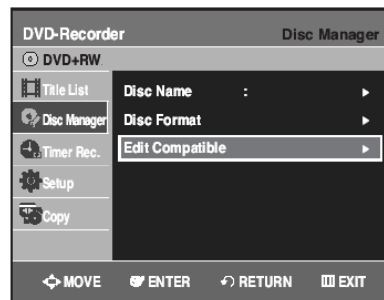 DVD-Recorder Disc Manager
DVD+RW
Title List
Disc Manager
Timer Rec.
Setup
Copy
Disc Name : ►
Disc Format ►
Edit Compatible ►
MOVE ENTER RETURN EXIT